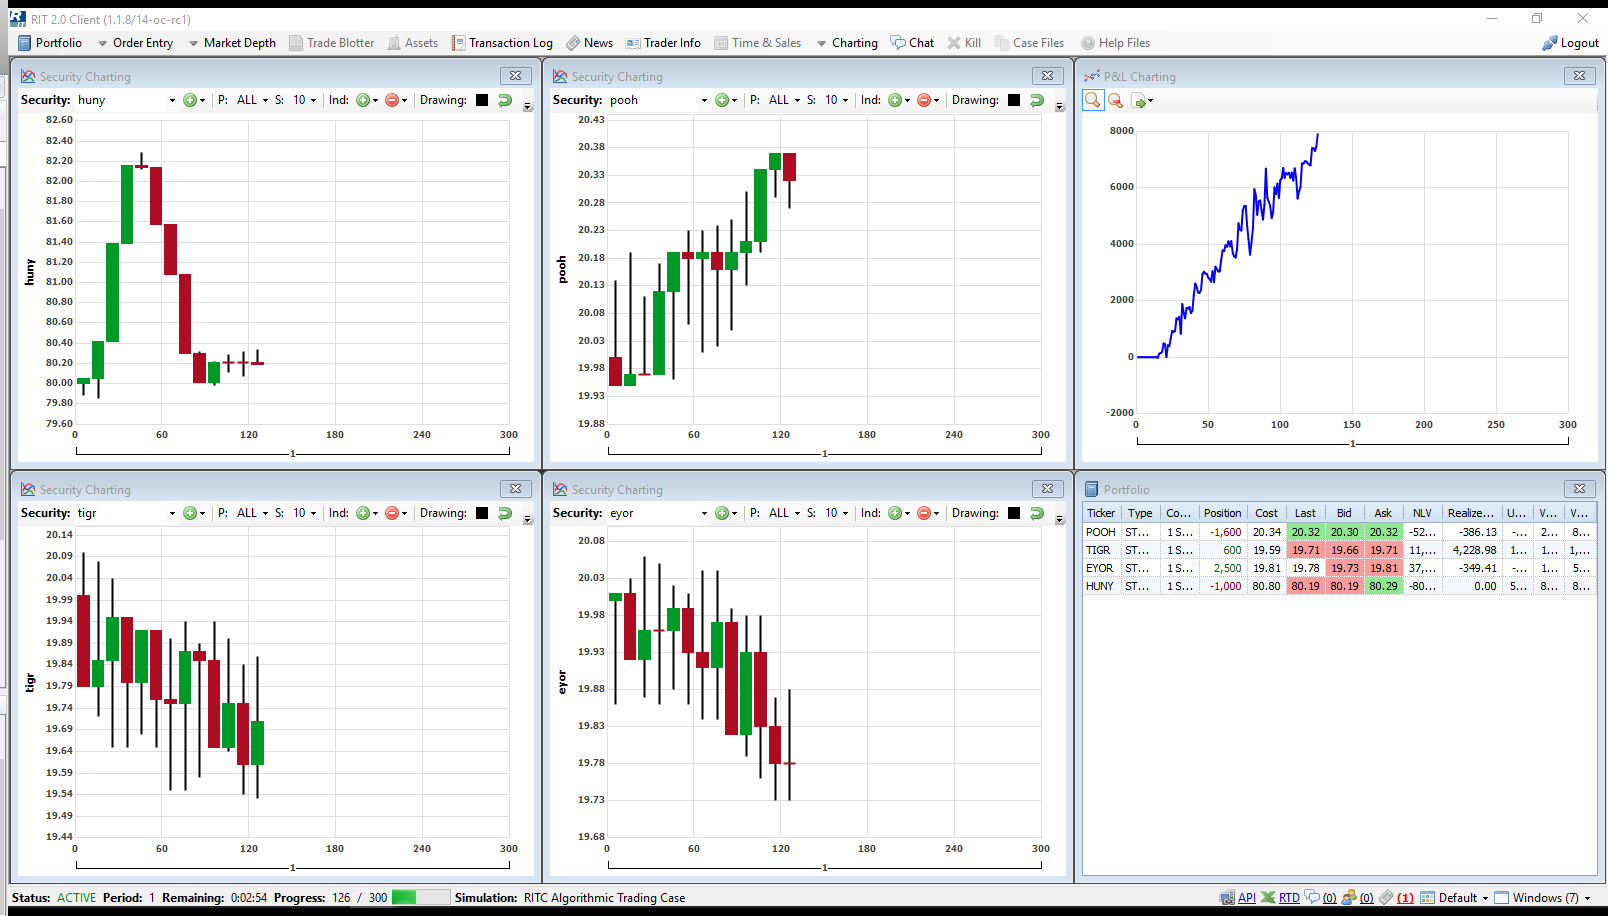 RIT 2.0 Client (1.1.8/14-oc-rc1)
Portfolio Order Entry Market Depth Trade Blotter Assets Transaction Log News Trader Info Time & Sales Charting Chat Kill Case Files Help Files Logout
Security Charting
Security: huny P: ALL S: 10 Ind: Drawing:
82.60
82.40
82.20
82.00
81.80
81.60
81.40
81.20
81.00
80.80
80.60
80.40
80.20
80.00
79.80
79.60
huny
0 60 120 180 240 300
1
Security Charting
Security: pooh P: ALL S: 10 Ind: Drawing:
20.43
20.38
20.33
20.28
20.23
20.18
20.13
20.08
20.03
19.98
19.93
19.88
pooh
0 60 120 180 240 300
1
P&L Charting
8000
6000
4000
2000
0
-2000
0 50 100 150 200 250 300
1
Security Charting
Security: tigr P: ALL S: 10 Ind: Drawing:
20.14
20.09
20.04
19.99
19.94
19.89
19.84
19.79
19.74
19.69
19.64
19.59
19.54
19.49
19.44
tigr
0 60 120 180 240 300
1
Security Charting
Security: eyor P: ALL S: 10 Ind: Drawing:
20.08
20.03
19.98
19.93
19.88
19.83
19.78
19.73
19.68
eyor
0 60 120 180 240 300
1
Portfolio
Ticker Type Co... Position Cost Last Bid Ask NLV Realize... U... V... V...
POOH ST... 1 S... -1,600 20.34 20.32 20.30 20.32 -52... -386.13 -... 2... 8...
TIGR ST... 1 S... 600 19.59 19.71 19.66 19.71 11,... 4,228.98 1... 1... 1,...
EYOR ST... 1 S... 2,500 19.81 19.78 19.73 19.81 37,... -349.41 -... 1... 5...
HUNY ST... 1 S... -1,000 80.80 80.19 80.19 80.29 -80... 0.00 5... 8... 8...
Status: ACTIVE Period: 1 Remaining: 0:02:54 Progress: 126 / 300 Simulation: RITC Algorithmic Trading Case API RTD (0) (0) (1) Default Windows (7)